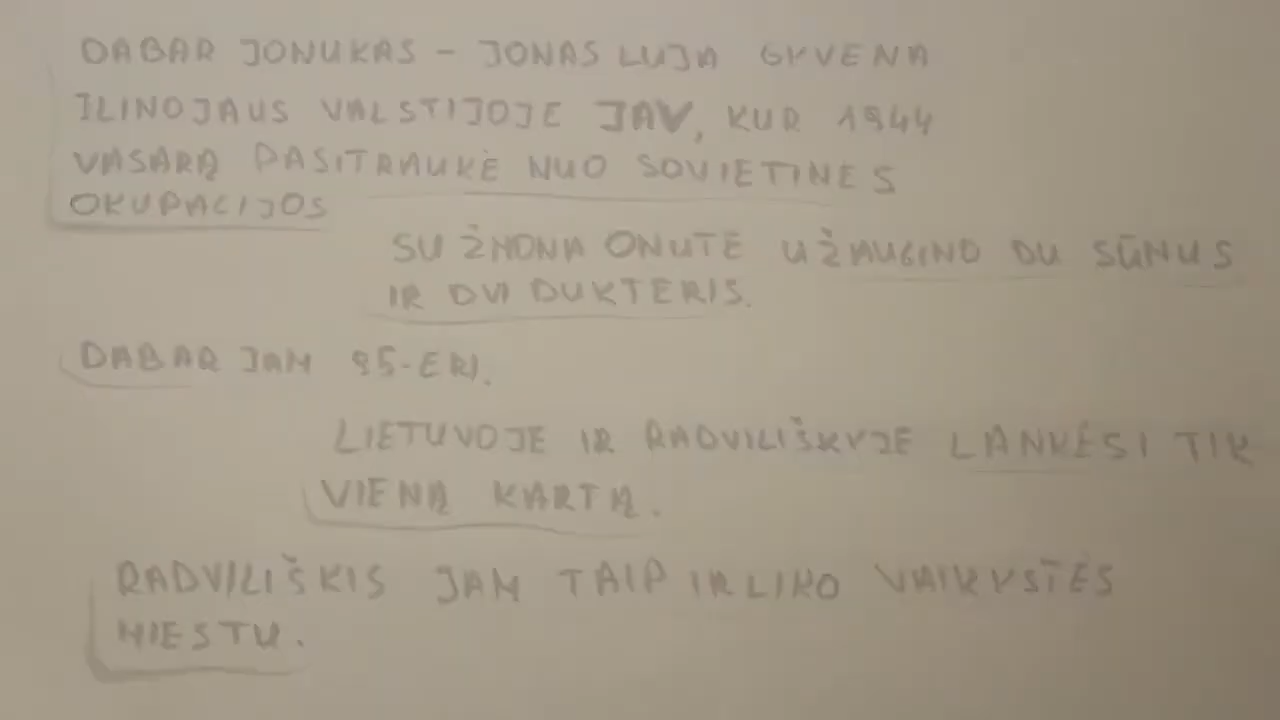 DABAR JONUKAS - JONAS LUJA GYVENA
ILINOJAUS VALSTIJOJE JAV, KUR 1944
VASARĄ PASITRAUKĖ NUO SOVIETINES
OKUPACIJOS
SU ŽMONA ONUTE UŽAUGINO DU SŪNUS
IR DVI DUKTERIS.
DABAR JAM 95-ERI.
LIETUVOJE IR RADVILIŠKYJE LANKĖSI TIK
VIENĄ KARTĄ.
RADVILIŠKIS JAM TAIP IR LIKO VAIKYSTĖS
MIESTU.